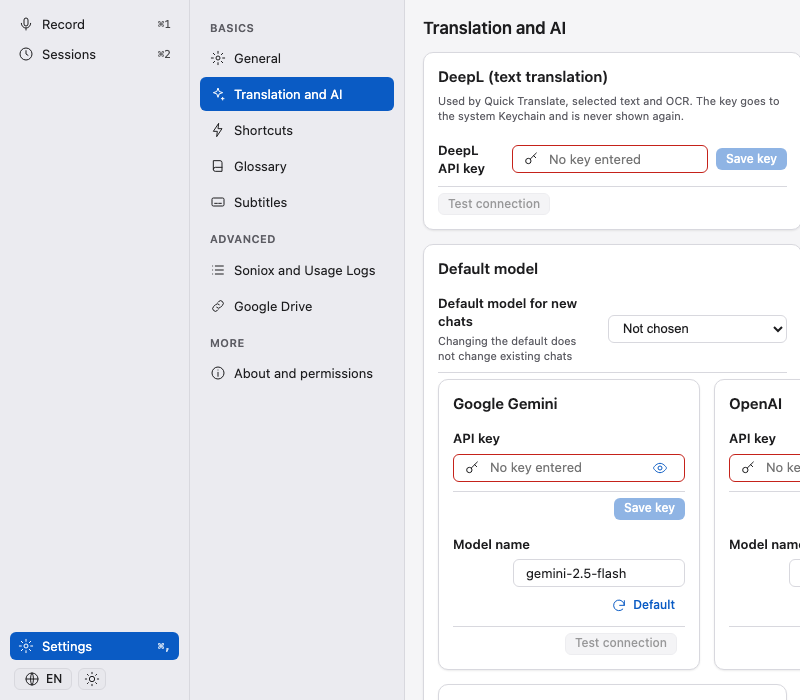 Record ⌘1
Sessions ⌘2
Settings ⌘,
EN
BASICS
General
Translation and AI
Shortcuts
Glossary
Subtitles
ADVANCED
Soniox and Usage Logs
Google Drive
MORE
About and permissions
Translation and AI
DeepL (text translation)
Used by Quick Translate, selected text and OCR. The key goes to
the system Keychain and is never shown again.
DeepL
API key
No key entered
Save key
Test connection
Default model
Default model for new
chats
Changing the default does
not change existing chats
Not chosen
Google Gemini
API key
No key entered
Save key
Model name
gemini-2.5-flash
Default
Test connection
OpenAI
API key
No ke
Model nam